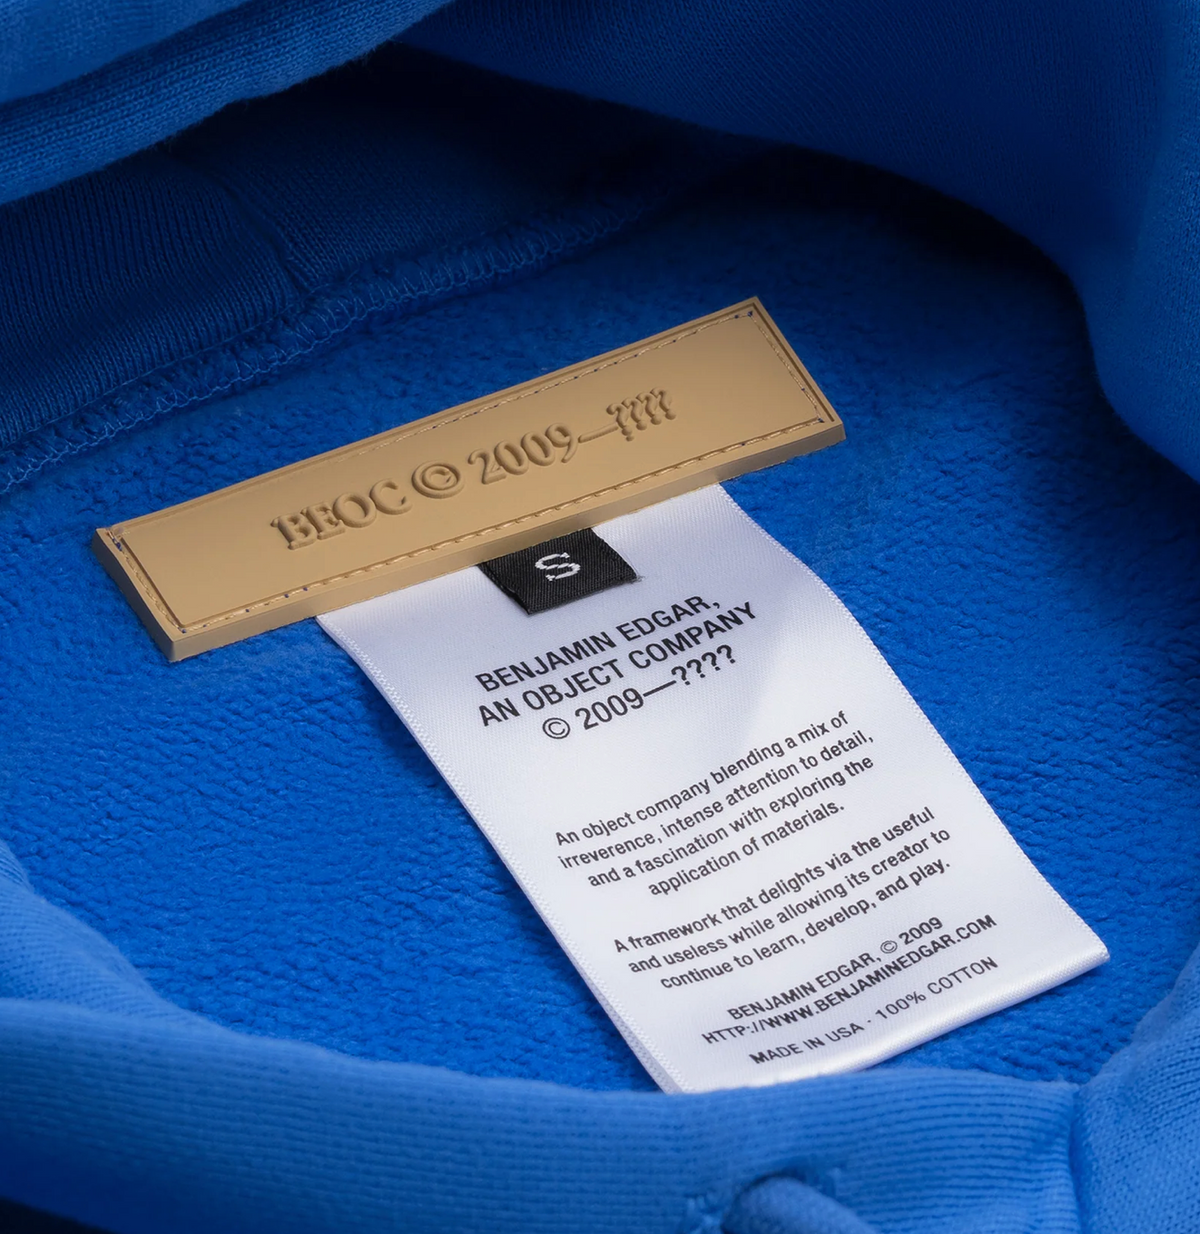 BEOC © 2009—????
S
BENJAMIN EDGAR,
AN OBJECT COMPANY
© 2009—????
An object company blending a mix of
irreverence, intense attention to detail,
and a fascination with exploring the
application of materials.
A framework that delights via the useful
and useless while allowing its creator to
continue to learn, develop, and play.
BENJAMIN EDGAR, © 2009
HTTP://WWW.BENJAMINEDGAR.COM
MADE IN USA · 100% COTTON